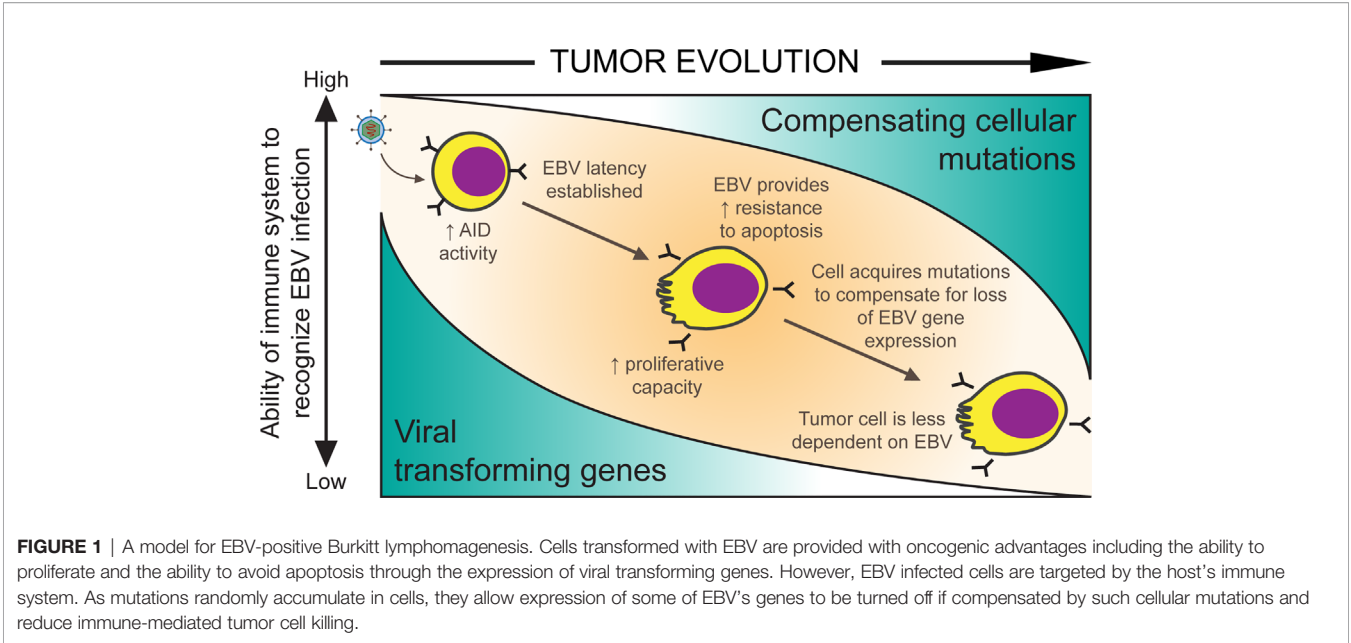 TUMOR EVOLUTION
High
Ability of immune system to
recognize EBV infection
Low
Compensating cellular
mutations
EBV latency
established
↑ AID
activity
EBV provides
↑ resistance
to apoptosis
Cell acquires mutations
to compensate for loss
of EBV gene
expression
↑ proliferative
capacity
Tumor cell is less
dependent on EBV
Viral
transforming genes
FIGURE 1 | A model for EBV-positive Burkitt lymphomagenesis. Cells transformed with EBV are provided with oncogenic advantages including the ability to
proliferate and the ability to avoid apoptosis through the expression of viral transforming genes. However, EBV infected cells are targeted by the host's immune
system. As mutations randomly accumulate in cells, they allow expression of some of EBV's genes to be turned off if compensated by such cellular mutations and
reduce immune-mediated tumor cell killing.